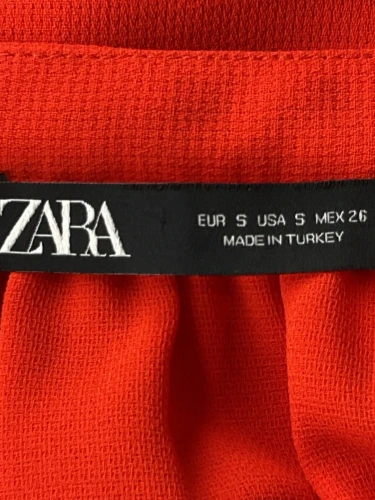 ZARA
EUR S USA S MEX 26
MADE IN TURKEY